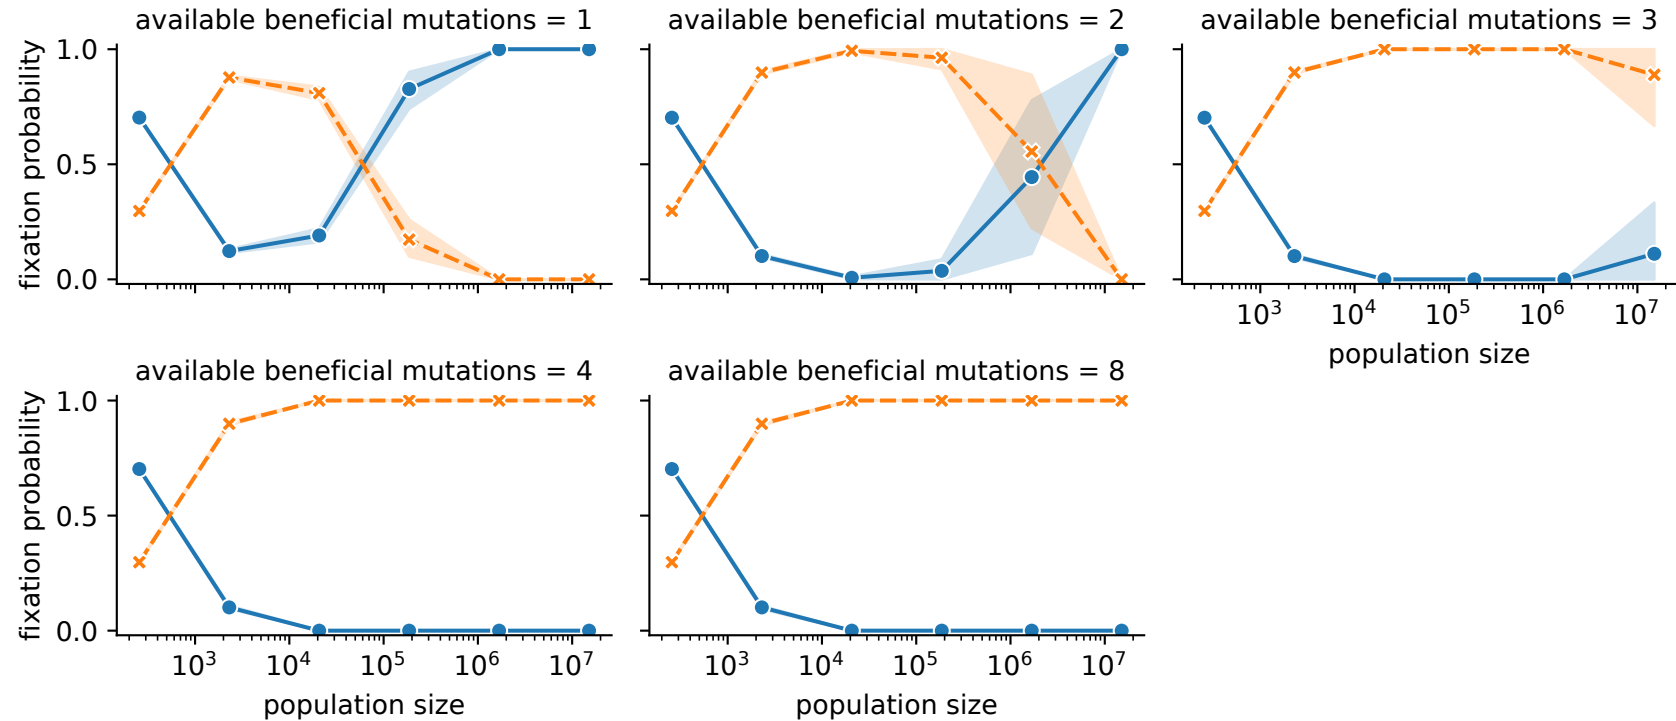 available beneficial mutations = 1
available beneficial mutations = 2
available beneficial mutations = 3
fixation probability
1.0
0.5
0.0
10³ 10⁴ 10⁵ 10⁶ 10⁷
population size
available beneficial mutations = 4
available beneficial mutations = 8
fixation probability
1.0
0.5
0.0
10³ 10⁴ 10⁵ 10⁶ 10⁷
10³ 10⁴ 10⁵ 10⁶ 10⁷
population size
population size